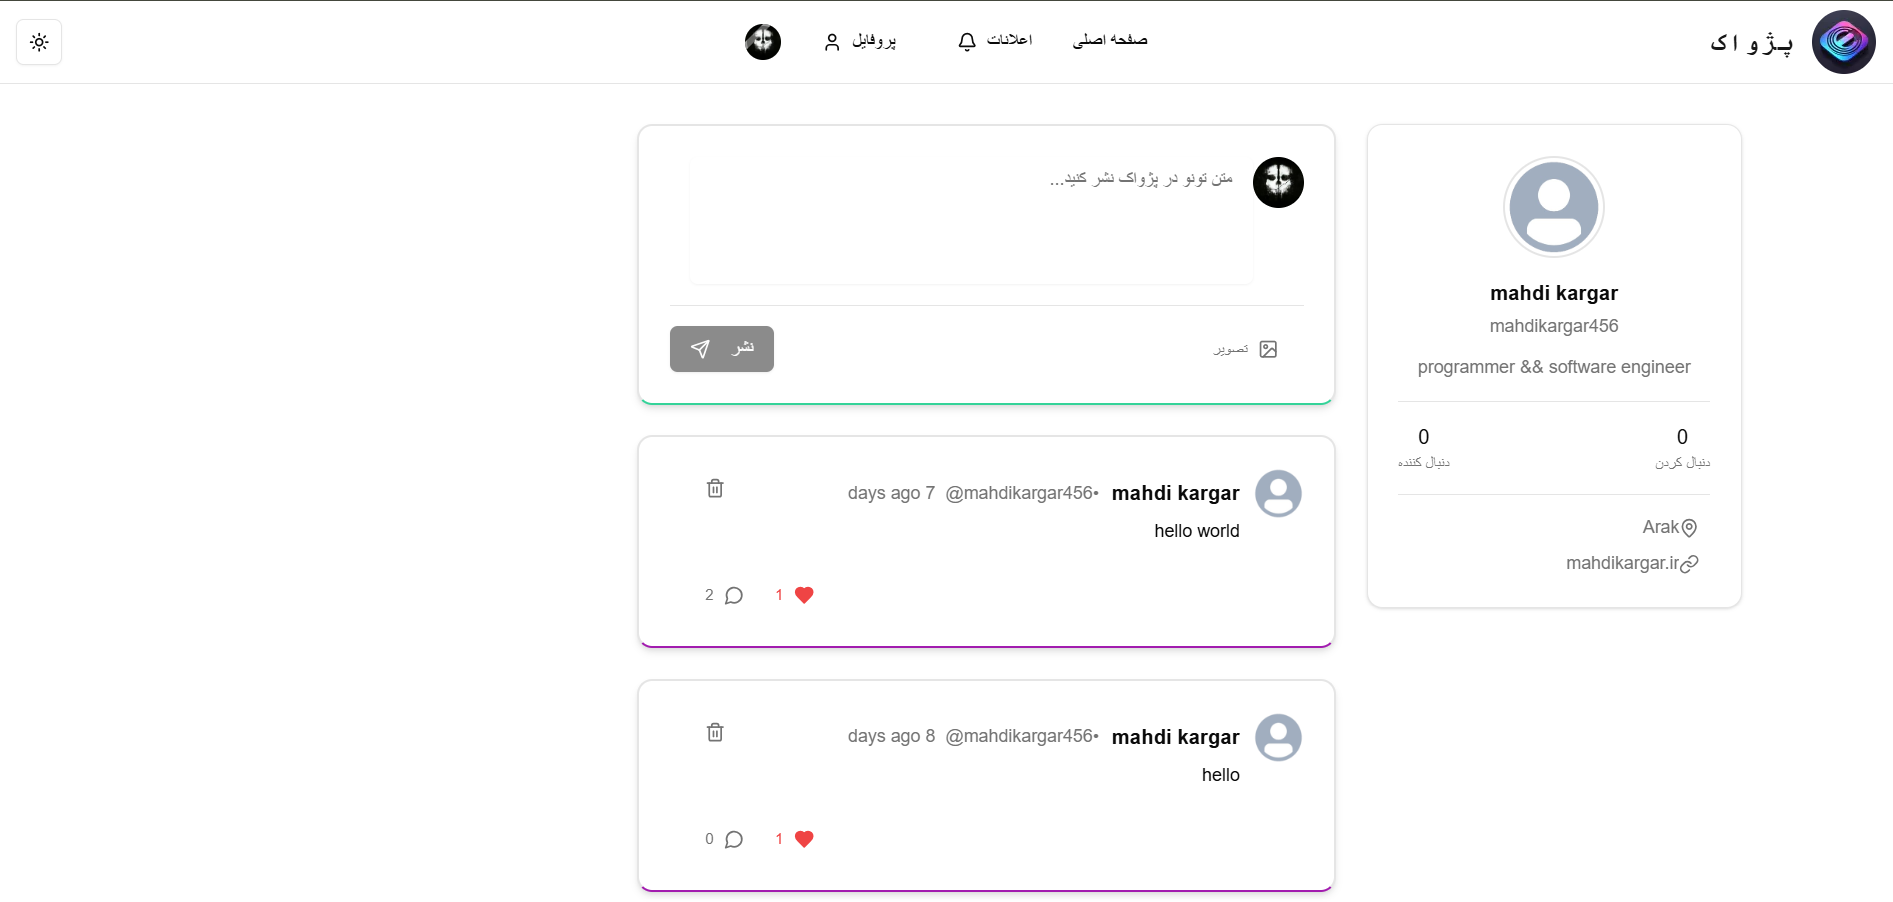 پژواک
صفحه اصلی
اعلانات
پروفایل
mahdi kargar
mahdikargar456
programmer && software engineer
0
دنبال کردن
0
دنبال کننده
Arak
mahdikargar.ir
متن تونو در پژواک نشر کنید...
تصویر
نشر
mahdi kargar @mahdikargar456• days ago 7
hello world
1
2
mahdi kargar @mahdikargar456• days ago 8
hello
1
0